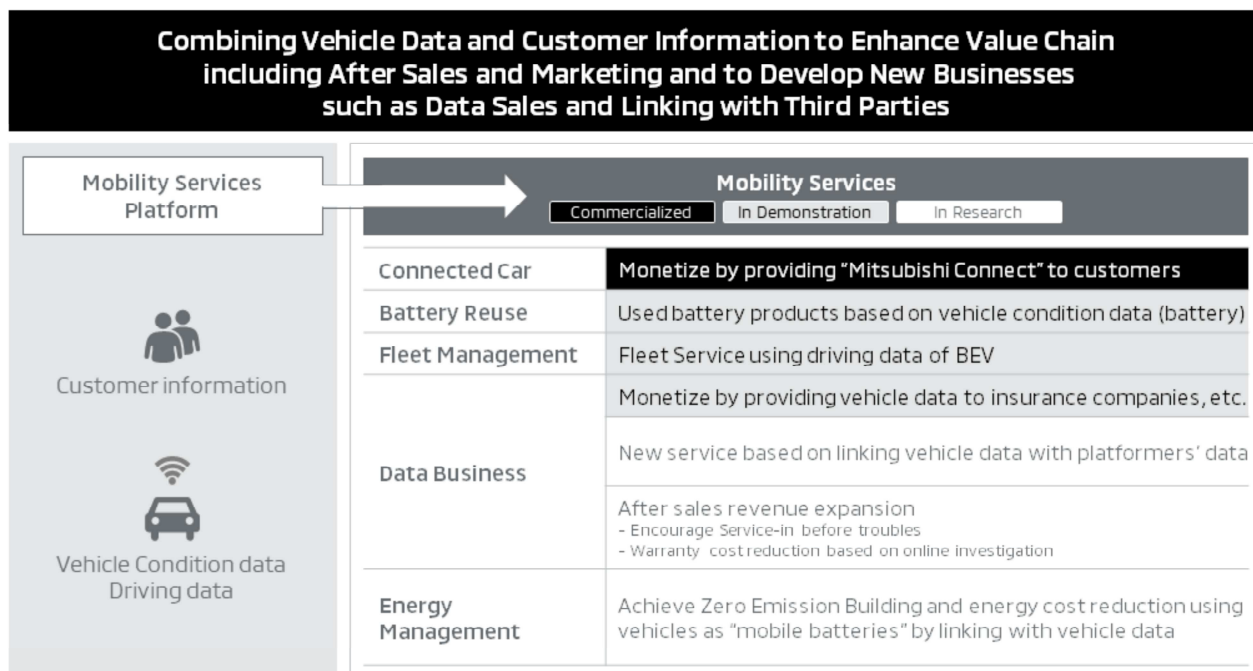 Combining Vehicle Data and Customer Information to Enhance Value Chain
including After Sales and Marketing and to Develop New Businesses
such as Data Sales and Linking with Third Parties
Mobility Services
Platform
Customer information
Vehicle Condition data
Driving data
Mobility Services
Commercialized
In Demonstration
In Research
Connected Car
Monetize by providing “Mitsubishi Connect” to customers
Battery Reuse
Used battery products based on vehicle condition data (battery)
Fleet Management
Fleet Service using driving data of BEV
Data Business
Monetize by providing vehicle data to insurance companies, etc.
New service based on linking vehicle data with platformers’ data
After sales revenue expansion
- Encourage Service-in before troubles
- Warranty cost reduction based on online investigation
Energy
Management
Achieve Zero Emission Building and energy cost reduction using
vehicles as “mobile batteries” by linking with vehicle data